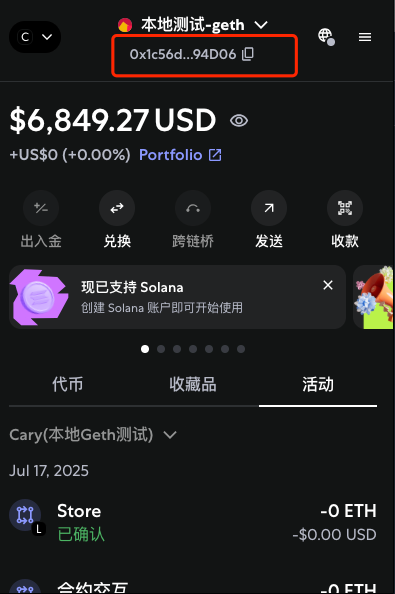 C
本地测试-geth
0x1c56d...94D06
$6,849.27 USD
+US$0 (+0.00%) Portfolio
出入金
兑换
跨链桥
发送
收款
现已支持 Solana
创建 Solana 账户即可开始使用
代币
收藏品
活动
Cary(本地Geth测试)
Jul 17, 2025
Store
-0 ETH
L
已确认
-$0.00 USD
合约交互
-0 ETH